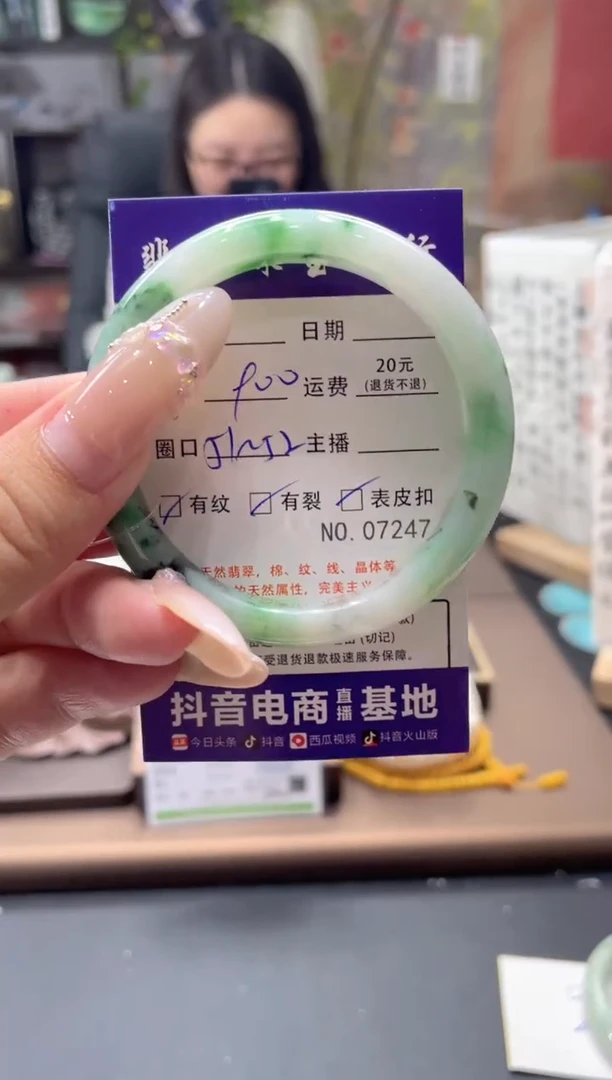 日期
900 运费 20元
(退货不退)
圈口 51~52 主播
有纹 有裂 表皮扣
NO. 07247
天然翡翠，棉、纹、线、晶体等
的天然属性，完美主义
(切记)
受退货退款极速服务保障。
抖音电商直播基地
今日头条 抖音 西瓜视频 抖音火山版